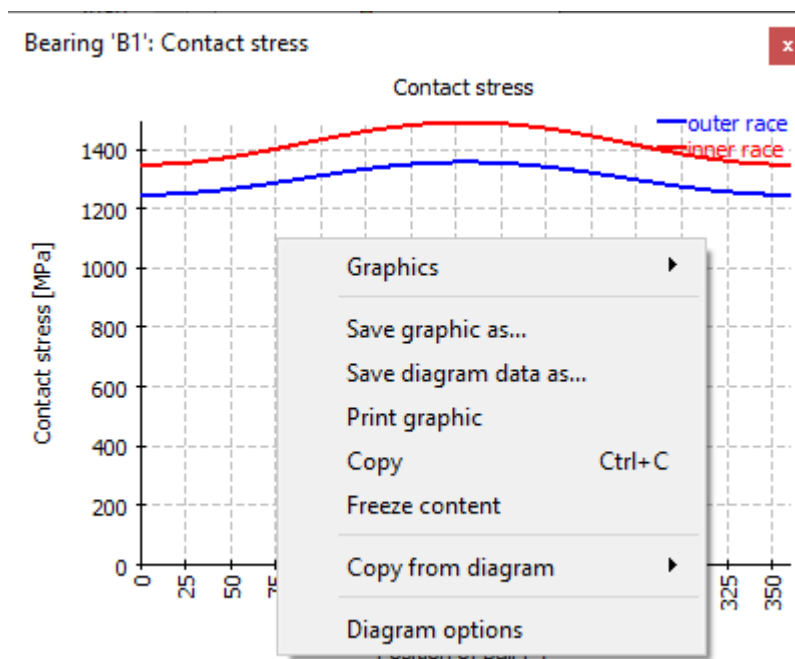 Bearing 'B1': Contact stress
x
Contact stress
outer race
inner race
Contact stress [MPa]
1400
1200
1000
800
600
400
200
0
0
25
50
325
350
Graphics
Save graphic as...
Save diagram data as...
Print graphic
Copy Ctrl+C
Freeze content
Copy from diagram
Diagram options